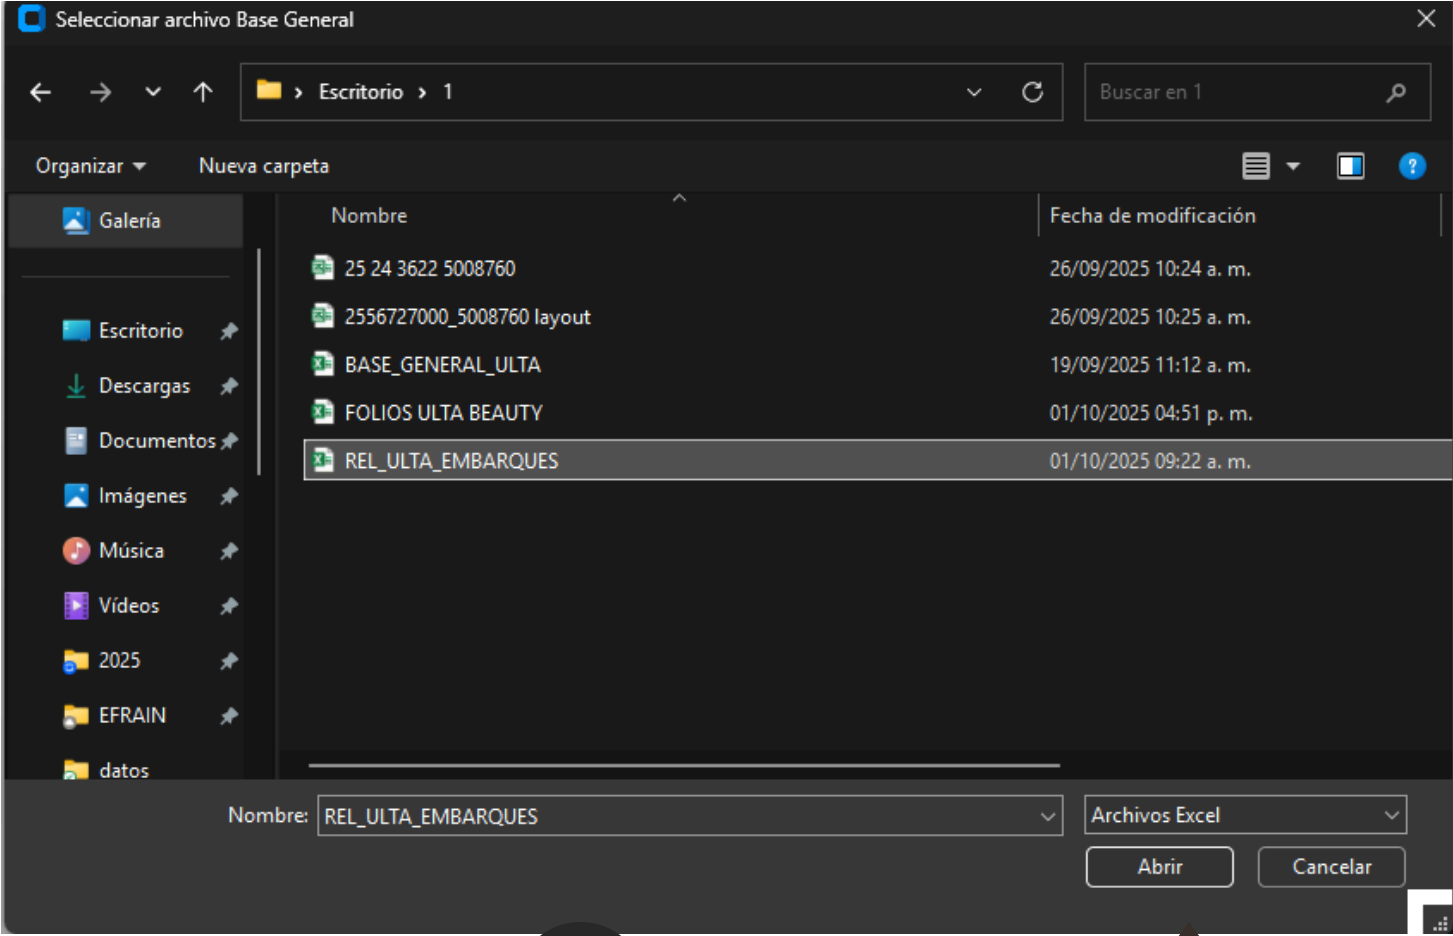 Seleccionar archivo Base General
Escritorio > 1
Buscar en 1
Organizar
Nueva carpeta
Galería
Escritorio
Descargas
Documentos
Imágenes
Música
Vídeos
2025
EFRAIN
datos
Nombre Fecha de modificación
25 24 3622 5008760 26/09/2025 10:24 a. m.
2556727000_5008760 layout 26/09/2025 10:25 a. m.
BASE_GENERAL_ULTA 19/09/2025 11:12 a. m.
FOLIOS ULTA BEAUTY 01/10/2025 04:51 p. m.
REL_ULTA_EMBARQUES 01/10/2025 09:22 a. m.
Nombre: REL_ULTA_EMBARQUES
Archivos Excel
Abrir
Cancelar